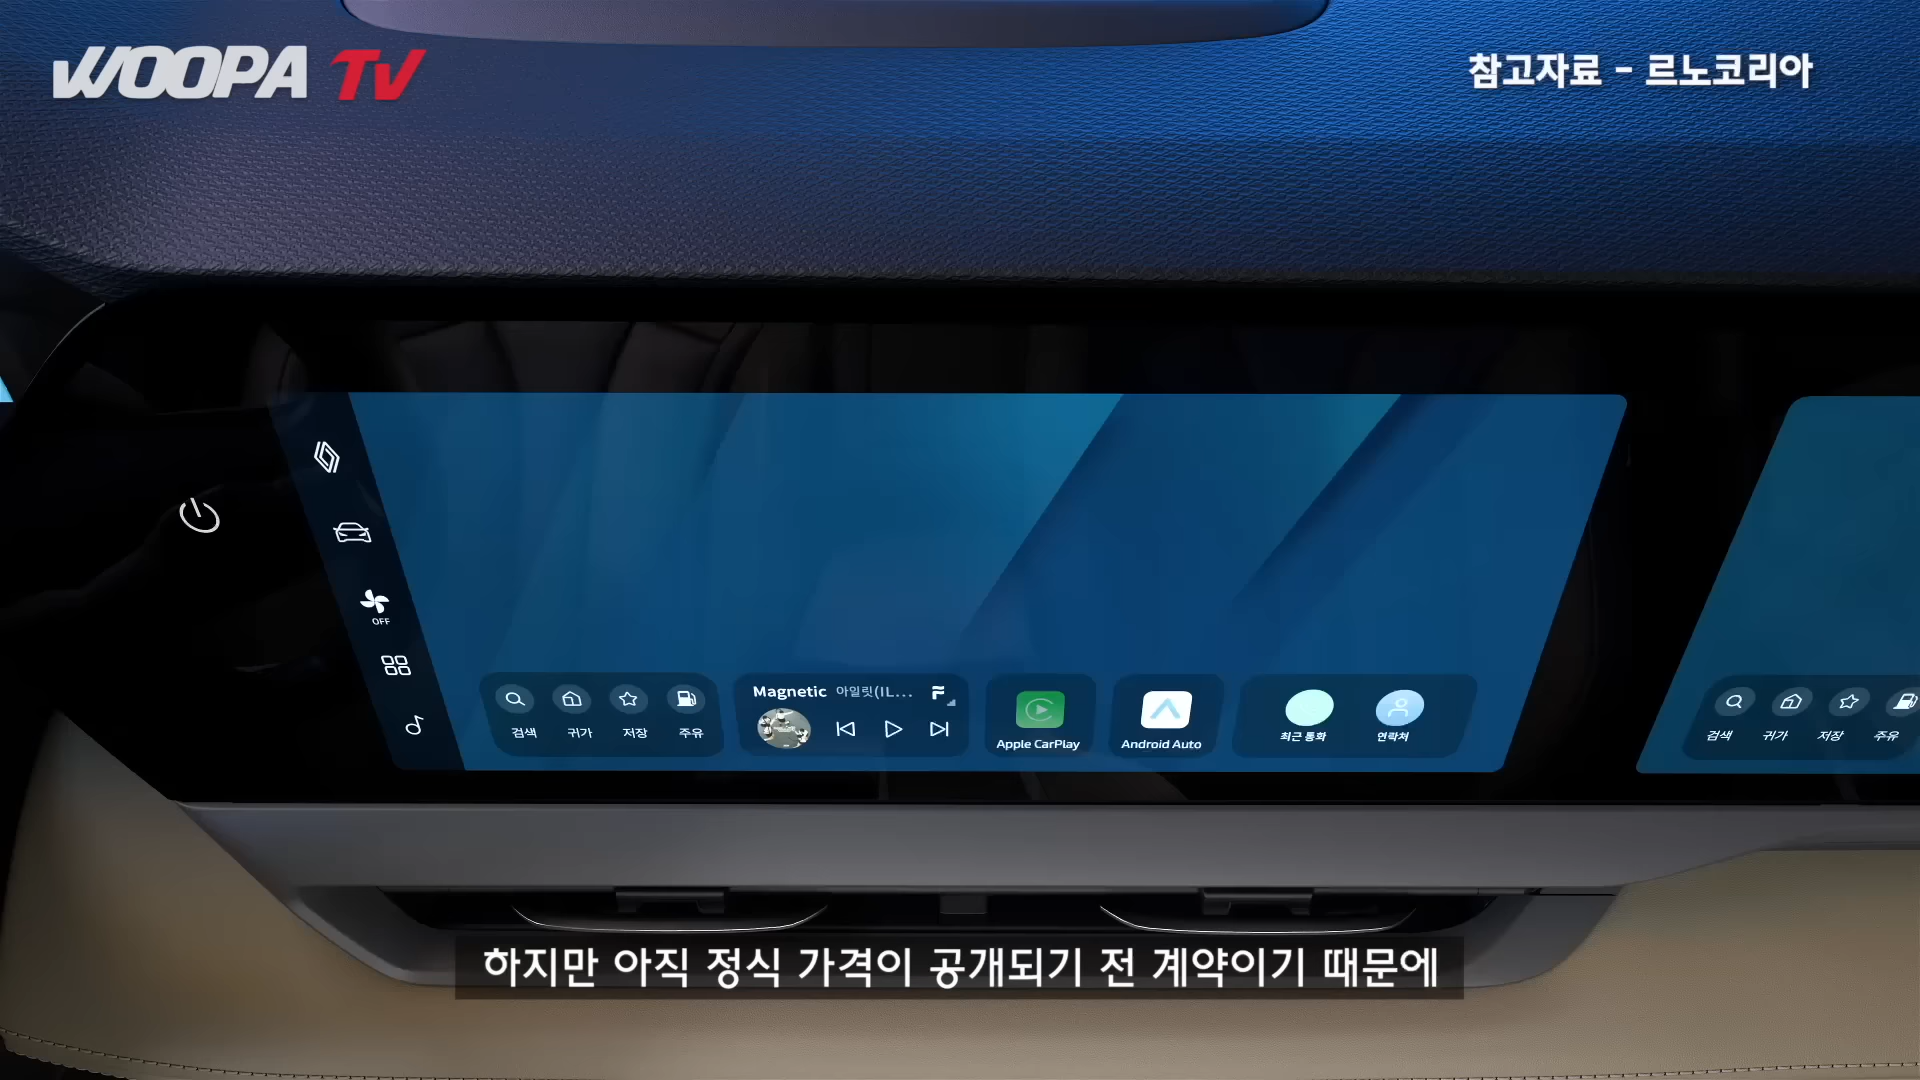 WOOPA TV
참고자료 - 르노코리아
OFF
검색 귀가 저장 주유
Magnetic 아일릿(IL...
Apple CarPlay
Android Auto
최근 통화 연락처
검색 귀가 저장 주유
하지만 아직 정식 가격이 공개되기 전 계약이기 때문에